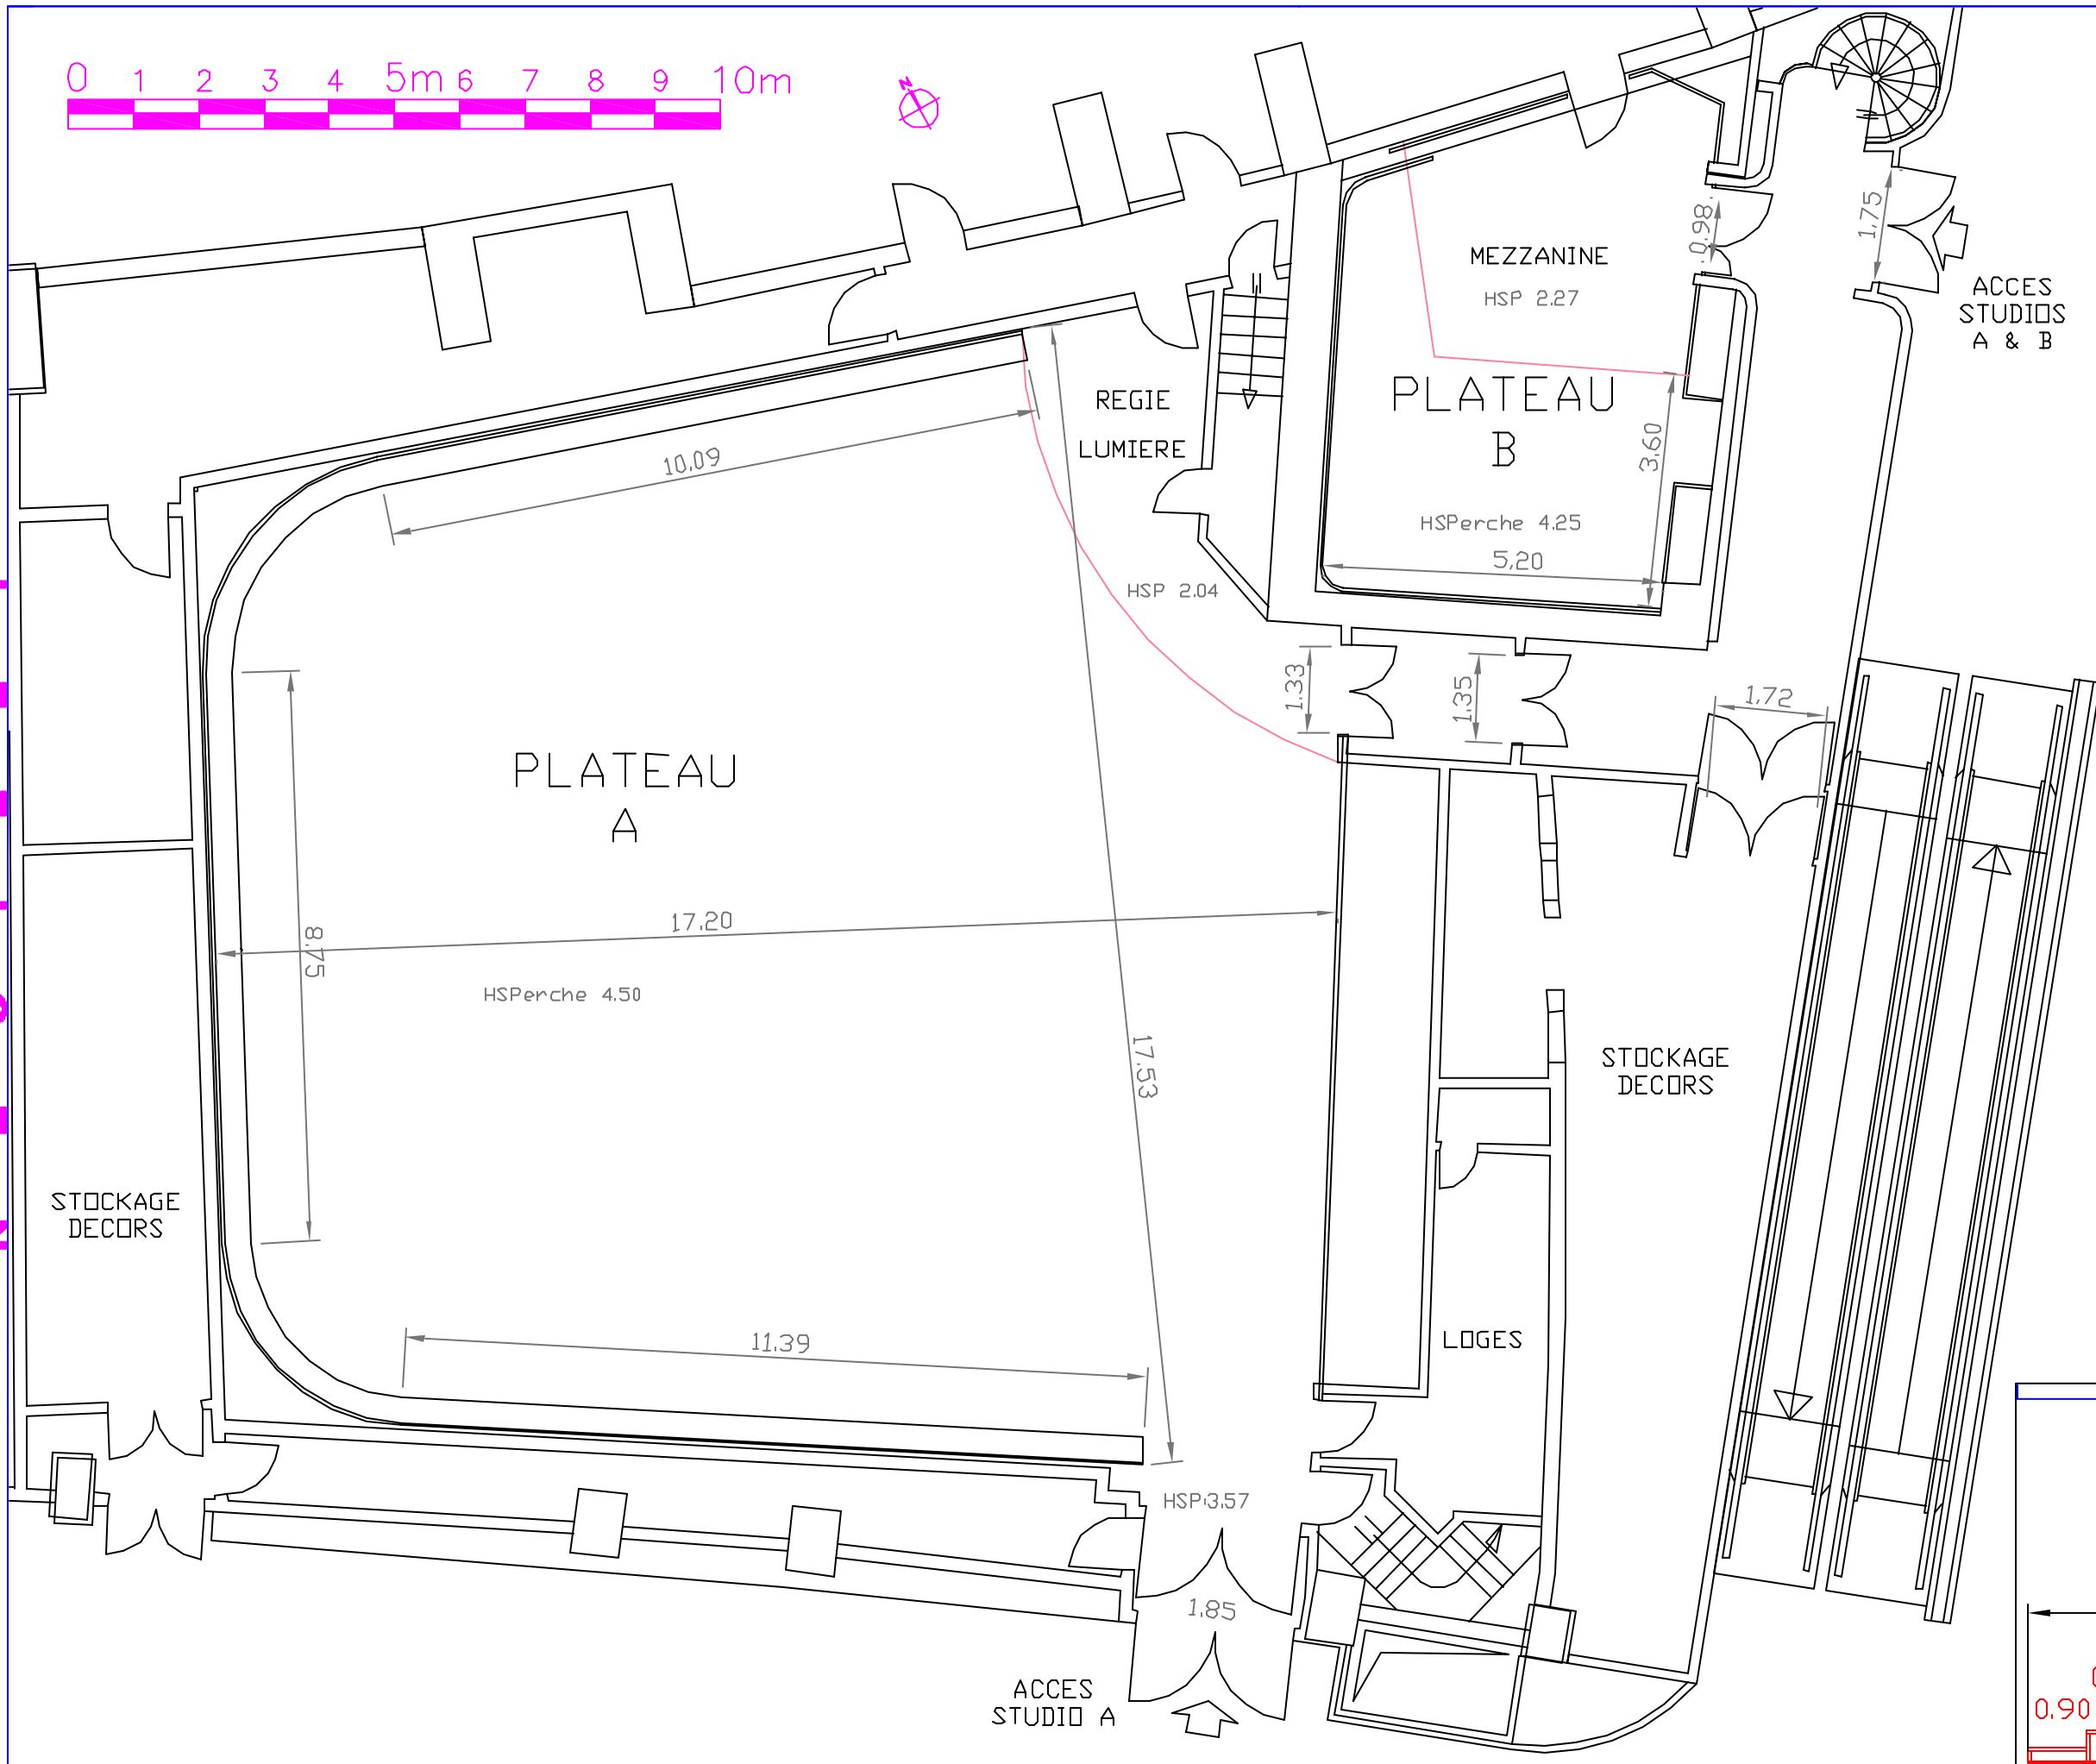 0 1 2 3 4 5m 6 7 8 9 10m
N
1.75
0.98
MEZZANINE
HSP 2.27
ACCES
STUDIOS
A & B
PLATEAU
B
REGIE
LUMIERE
3.60
10.09
HSPerche 4.25
5.20
HSP 2.04
1.33
1.35
1.72
PLATEAU
A
17.20
8.75
HSPerche 4.50
17.53
STOCKAGE
DECORS
STOCKAGE
DECORS
11.39
LOGES
HSP:3.57
1.85
ACCES
STUDIO A
0.90